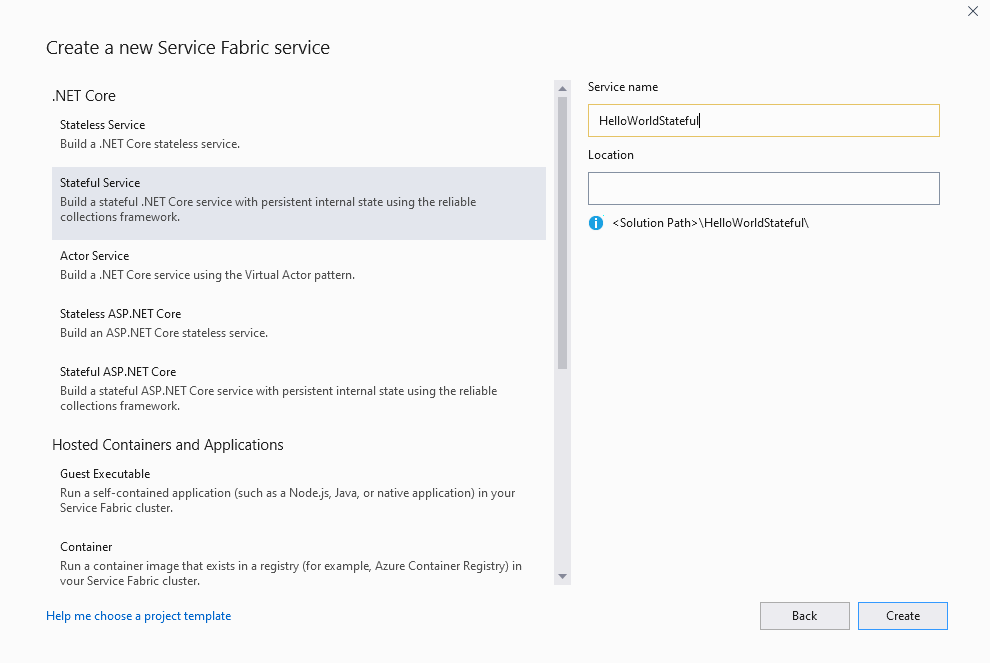 Create a new Service Fabric service
.NET Core
Stateless Service
Build a .NET Core stateless service.
Stateful Service
Build a stateful .NET Core service with persistent internal state using the reliable
collections framework.
Actor Service
Build a .NET Core service using the Virtual Actor pattern.
Stateless ASP.NET Core
Build an ASP.NET Core stateless service.
Stateful ASP.NET Core
Build a stateful ASP.NET Core service with persistent internal state using the reliable
collections framework.
Hosted Containers and Applications
Guest Executable
Run a self-contained application (such as a Node.js, Java, or native application) in your
Service Fabric cluster.
Container
Run a container image that exists in a registry (for example, Azure Container Registry) in
your Service Fabric cluster.
Service name
HelloWorldStateful
Location
<Solution Path>\HelloWorldStateful\
Help me choose a project template
Back
Create